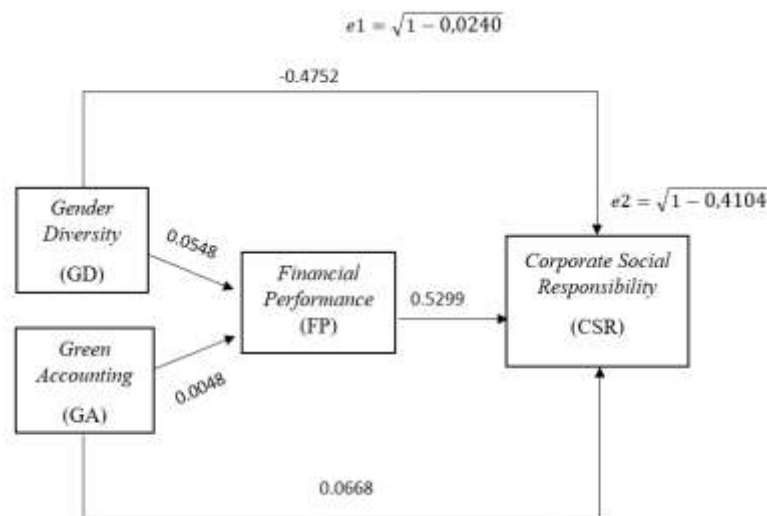 e1 = √1 − 0,0240
-0.4752
Gender
Diversity
(GD)
e2 = √1 − 0,4104
0.0548
Financial
Performance
(FP)
0.5299
Corporate Social
Responsibility
(CSR)
Green
Accounting
(GA)
0.0048
0.0668